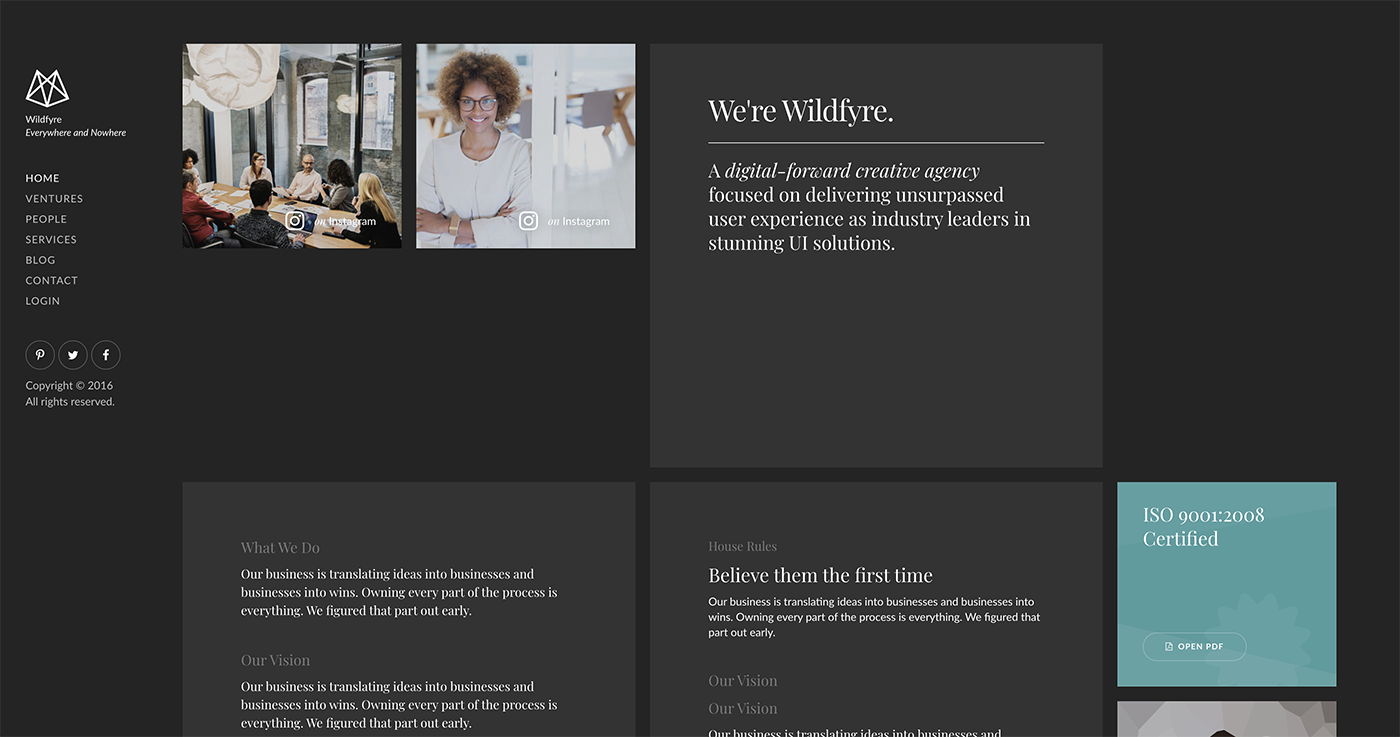 Wildfyre
Everywhere and Nowhere
HOME
VENTURES
PEOPLE
SERVICES
BLOG
CONTACT
LOGIN
Copyright © 2016
All rights reserved.
on Instagram
on Instagram
We're Wildfyre.
A digital-forward creative agency
focused on delivering unsurpassed
user experience as industry leaders in
stunning UI solutions.
What We Do
Our business is translating ideas into businesses and
businesses into wins. Owning every part of the process is
everything. We figured that part out early.
Our Vision
Our business is translating ideas into businesses and
businesses into wins. Owning every part of the process is
everything. We figured that part out early.
House Rules
Believe them the first time
Our business is translating ideas into businesses and businesses into
wins. Owning every part of the process is everything. We figured that
part out early.
Our Vision
Our Vision
Our business is translating ideas into businesses and
ISO 9001:2008
Certified
OPEN PDF